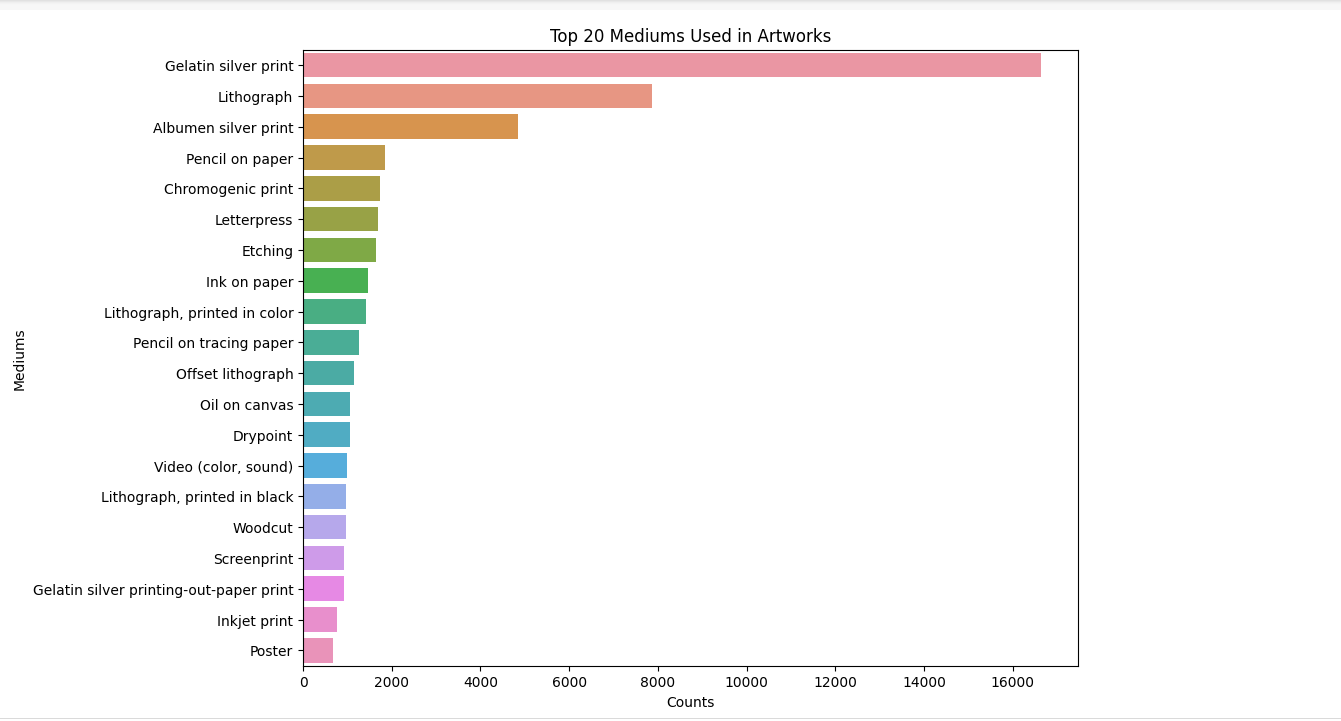 Top 20 Mediums Used in Artworks
Gelatin silver print
Lithograph
Albumen silver print
Pencil on paper
Chromogenic print
Letterpress
Etching
Ink on paper
Lithograph, printed in color
Pencil on tracing paper
Offset lithograph
Oil on canvas
Drypoint
Video (color, sound)
Lithograph, printed in black
Woodcut
Screenprint
Gelatin silver printing-out-paper print
Inkjet print
Poster
Mediums
0 2000 4000 6000 8000 10000 12000 14000 16000
Counts